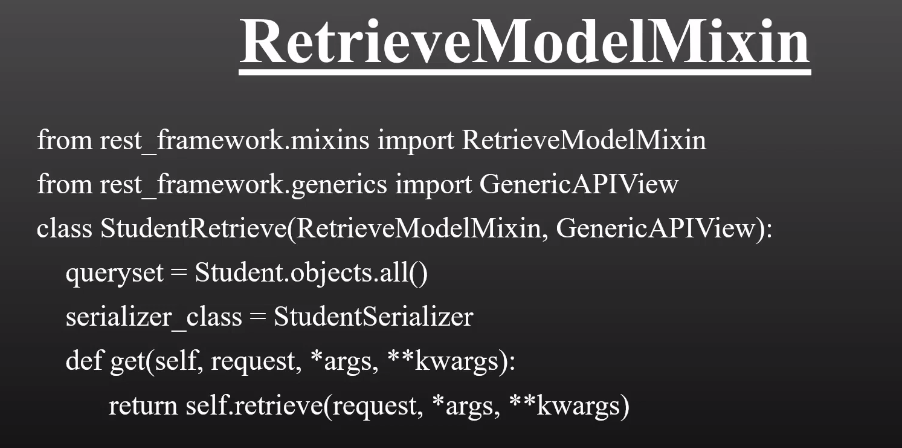 RetrieveModelMixin
from rest_framework.mixins import RetrieveModelMixin
from rest_framework.generics import GenericAPIView
class StudentRetrieve(RetrieveModelMixin, GenericAPIView):
queryset = Student.objects.all()
serializer_class = StudentSerializer
def get(self, request, *args, **kwargs):
return self.retrieve(request, *args, **kwargs)